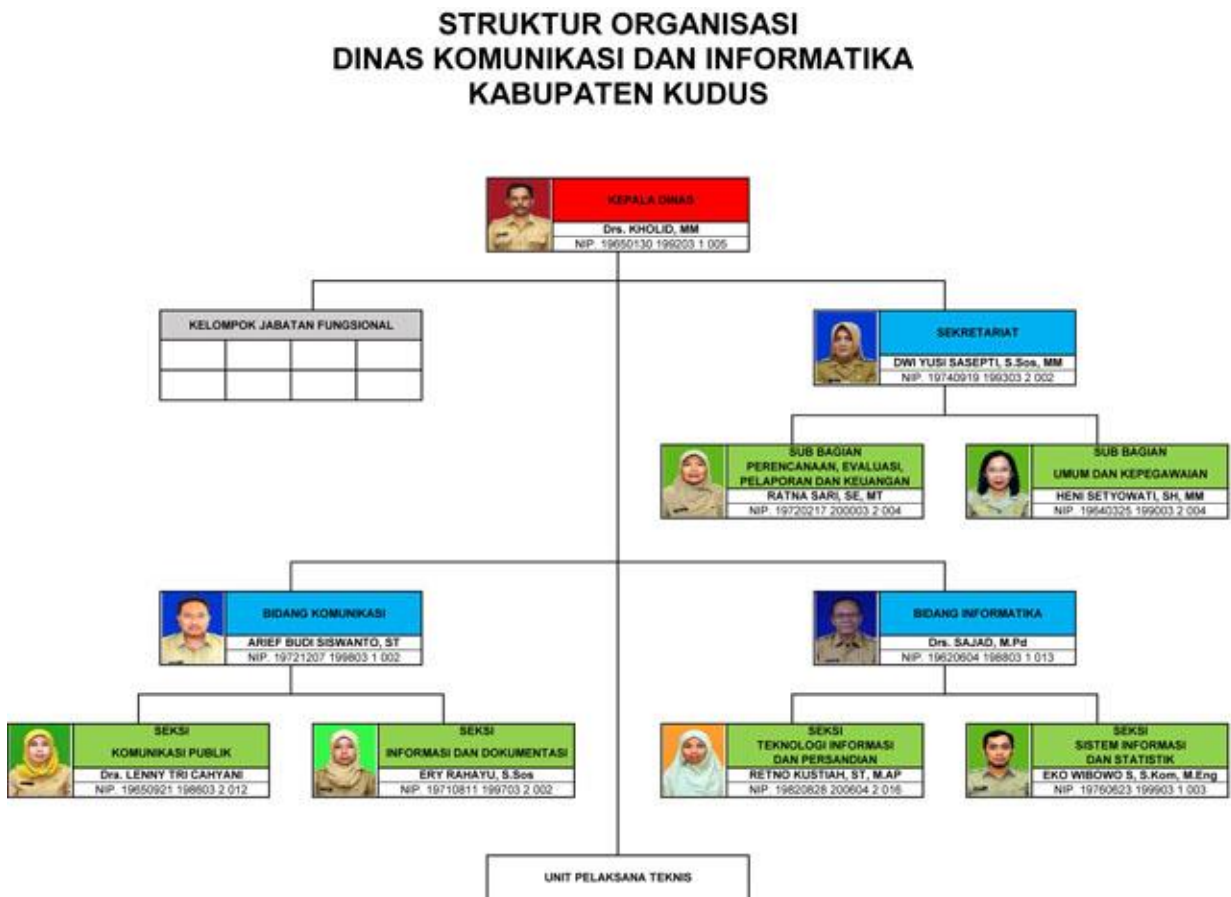 STRUKTUR ORGANISASI
DINAS KOMUNIKASI DAN INFORMATIKA
KABUPATEN KUDUS
KEPALA DINAS
Drs. KHOLID, MM
NIP. 19650130 199203 1 005
KELOMPOK JABATAN FUNGSIONAL
SEKRETARIAT
DWI YUSI SASEPTI, S.Sos, MM
NIP. 19740919 199303 2 002
SUB BAGIAN
PERENCANAAN, EVALUASI,
PELAPORAN DAN KEUANGAN
RATNA SARI, SE, MT
NIP. 19720217 200003 2 004
SUB BAGIAN
UMUM DAN KEPEGAWAIAN
HENI SETYOWATI, SH, MM
NIP. 19640325 199003 2 004
BIDANG KOMUNIKASI
ARIEF BUDI SISWANTO, ST
NIP. 19721207 199803 1 002
BIDANG INFORMATIKA
Drs. SAJAD, M.Pd
NIP. 19620604 198803 1 013
SEKSI
KOMUNIKASI PUBLIK
Dra. LENNY TRI CAHYANI
NIP. 19650921 198603 2 012
SEKSI
INFORMASI DAN DOKUMENTASI
ERY RAHAYU, S.Sos
NIP. 19710811 199703 2 002
SEKSI
TEKNOLOGI INFORMASI
DAN PERSANDIAN
RETNO KUSTIAH, ST, M.AP
NIP. 19820828 200604 2 016
SEKSI
SISTEM INFORMASI
DAN STATISTIK
EKO WIBOWO S, S.Kom, M.Eng
NIP. 19760623 199903 1 003
UNIT PELAKSANA TEKNIS